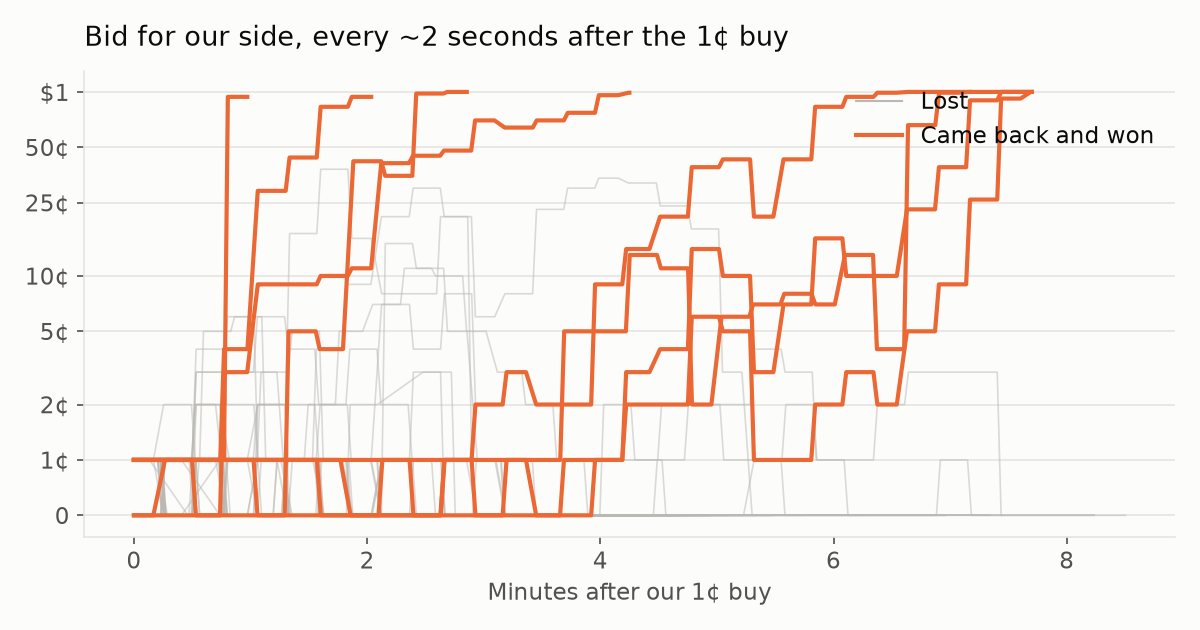 Bid for our side, every ~2 seconds after the 1¢ buy
$1
50¢
25¢
10¢
5¢
2¢
1¢
0
Lost
Came back and won
0 2 4 6 8
Minutes after our 1¢ buy